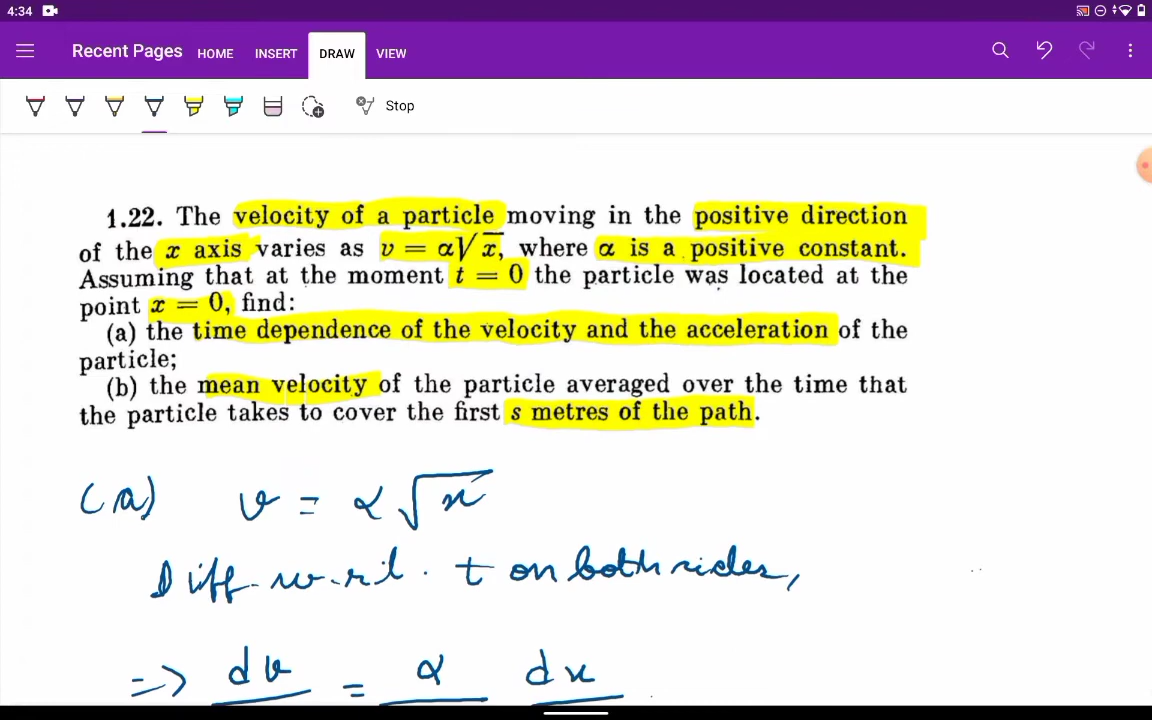 4:34
Recent Pages HOME INSERT DRAW VIEW
Stop
1.22. The velocity of a particle moving in the positive direction
of the x axis varies as v = α√x, where α is a positive constant.
Assuming that at the moment t = 0 the particle was located at the
point x = 0, find:
(a) the time dependence of the velocity and the acceleration of the
particle;
(b) the mean velocity of the particle averaged over the time that
the particle takes to cover the first s metres of the path.
(a) v = α√x
Diff. w.r.t. t on both sides,
=> dv = α dx